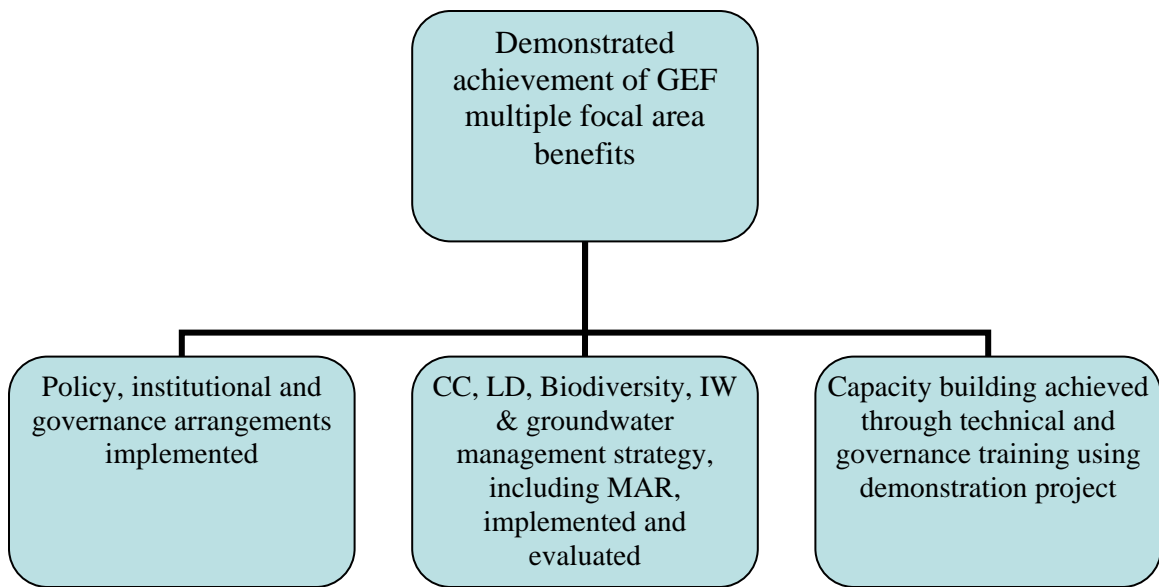 Demonstrated
achievement of GEF
multiple focal area
benefits
Policy, institutional and
governance arrangements
implemented
CC, LD, Biodiversity, IW
& groundwater
management strategy,
including MAR,
implemented and
evaluated
Capacity building achieved
through technical and
governance training using
demonstration project